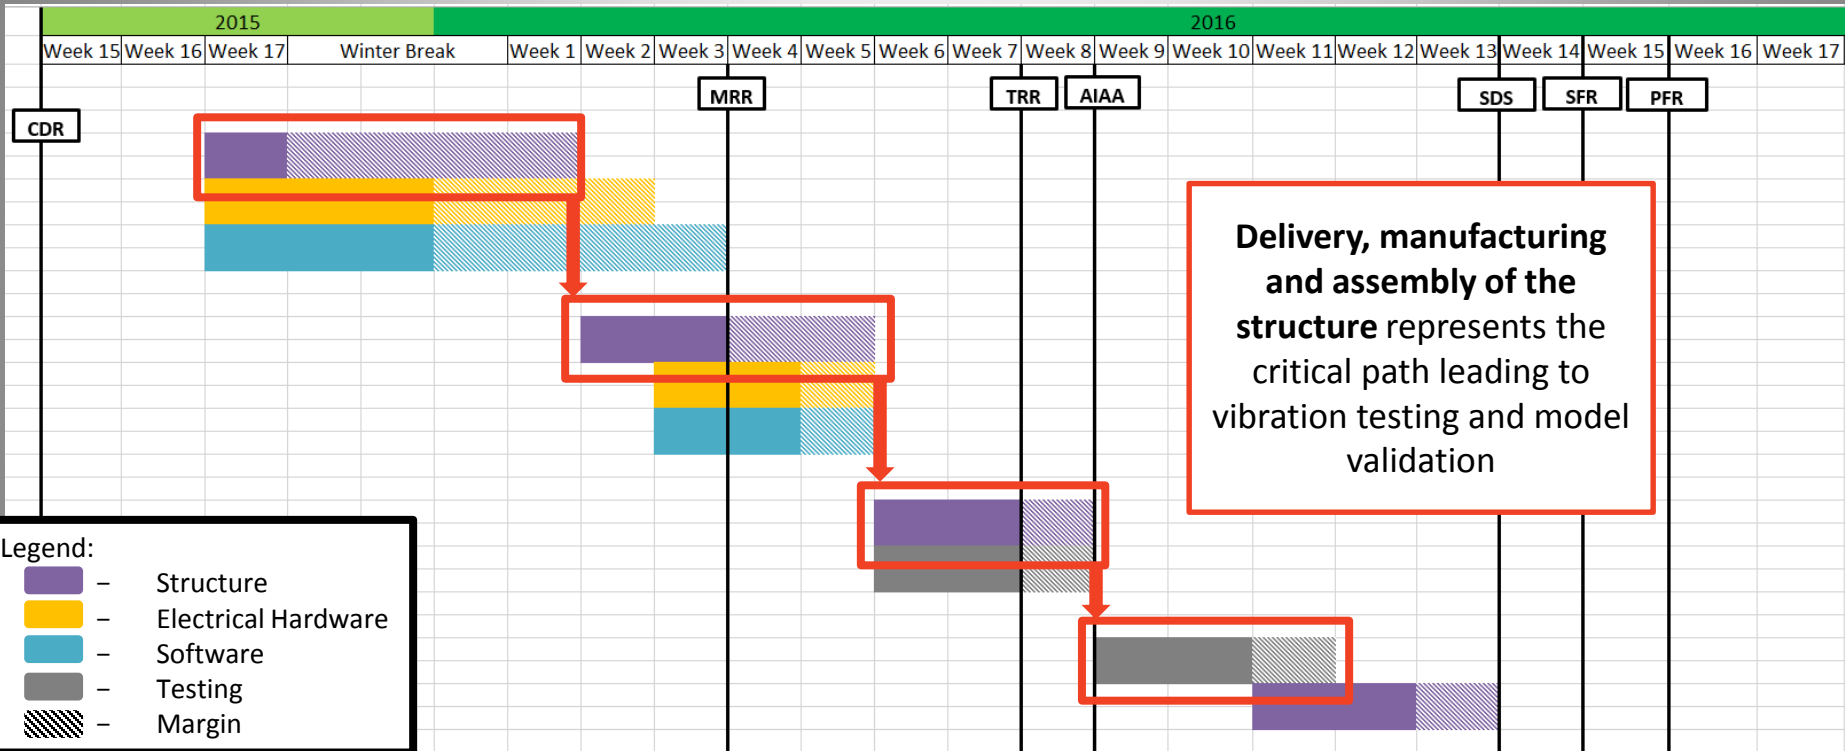 2015 2016
Week 15 Week 16 Week 17 Winter Break Week 1 Week 2 Week 3 Week 4 Week 5 Week 6 Week 7 Week 8 Week 9 Week 10 Week 11 Week 12 Week 13 Week 14 Week 15 Week 16 Week 17
MRR TRR AIAA SDS SFR PFR
CDR
Delivery, manufacturing
and assembly of the
structure represents the
critical path leading to
vibration testing and model
validation
Legend:
– Structure
– Electrical Hardware
– Software
– Testing
– Margin